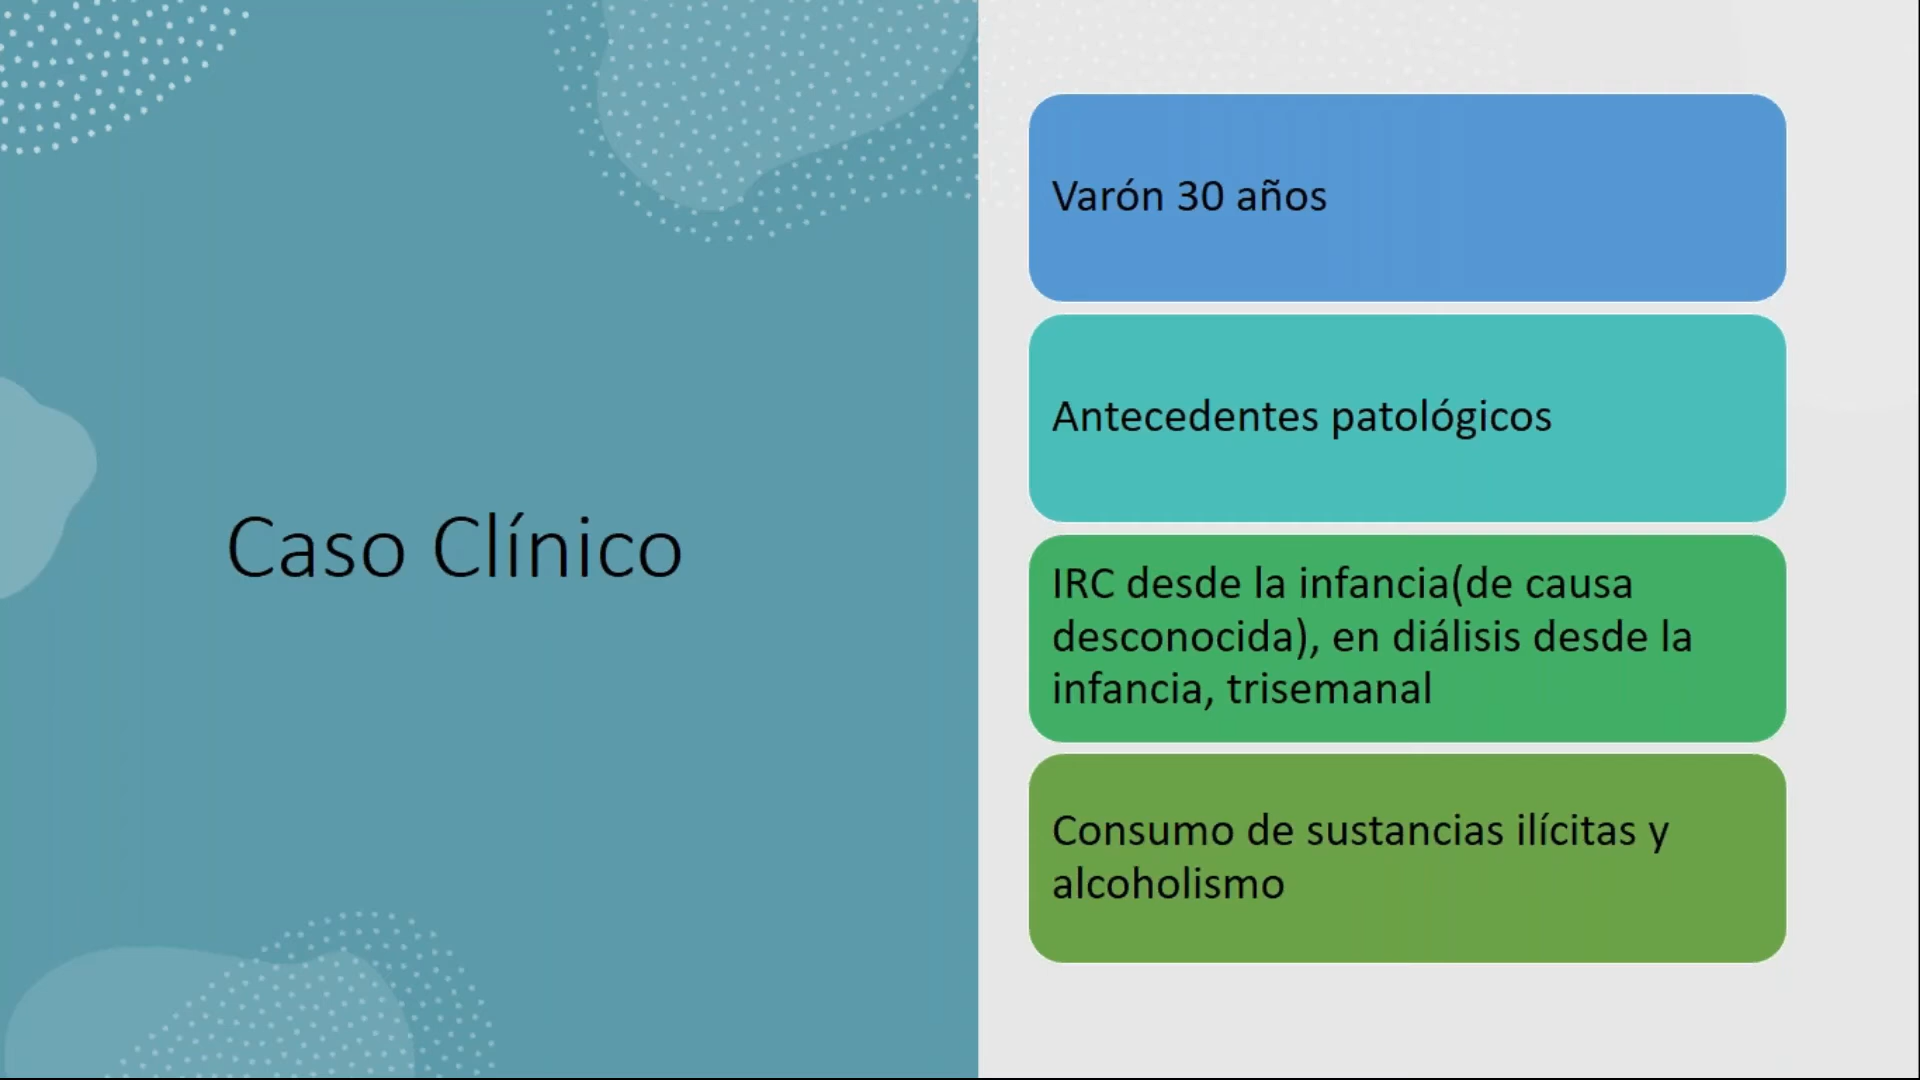 Caso Clínico
Varón 30 años
Antecedentes patológicos
IRC desde la infancia(de causa
desconocida), en diálisis desde la
infancia, trisemanal
Consumo de sustancias ilícitas y
alcoholismo